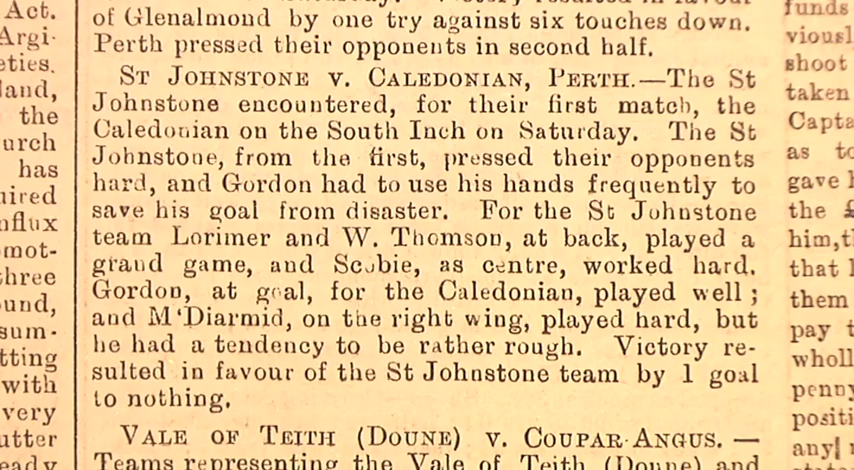 Act.
Argi-
eties.
land,
the
urch
has
uired
nflux
mot-
three
ound,
sum-
tting
with
very
utter
eady
of Glenalmond by one try against six touches down.
Perth pressed their opponents in second half.
ST JOHNSTONE V. CALEDONIAN, PERTH.—The St
Johnstone encountered, for their first match, the
Caledonian on the South Inch on Saturday. The St
Johnstone, from the first, pressed their opponents
hard, and Gordon had to use his hands frequently to
save his goal from disaster. For the St Johnstone
team Lorimer and W. Thomson, at back, played a
grand game, and Scobie, as centre, worked hard.
Gordon, at goal, for the Caledonian, played well ;
and M'Diarmid, on the right wing, played hard, but
he had a tendency to be rather rough. Victory re-
sulted in favour of the St Johnstone team by 1 goal
to nothing.
VALE OF TEITH (DOUNE) V. COUPAR-ANGUS. —
Teams representing the Vale of Teith (Doune) and
funds
viousl
shoot
taken
Capta
as to
gave h
the £
him, th
that l
them
pay t
wholl
penny
positi
any